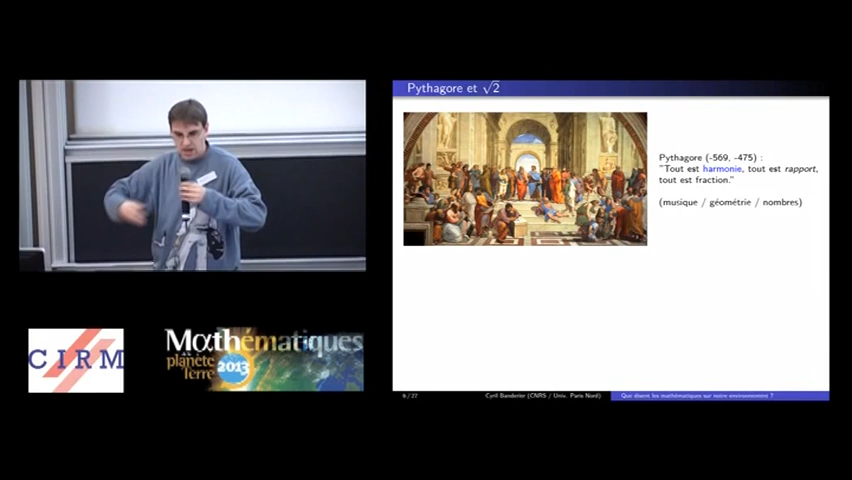 Pythagore et √2
Pythagore (-569, -475) :
"Tout est harmonie, tout est rapport,
tout est fraction."
(musique / géométrie / nombres)
CIRM
Mαthématiques
de la
planète
Terre
2013
9 / 27
Cyril Banderier (CNRS / Univ. Paris Nord)
Que disent les mathématiques sur notre environnement ?